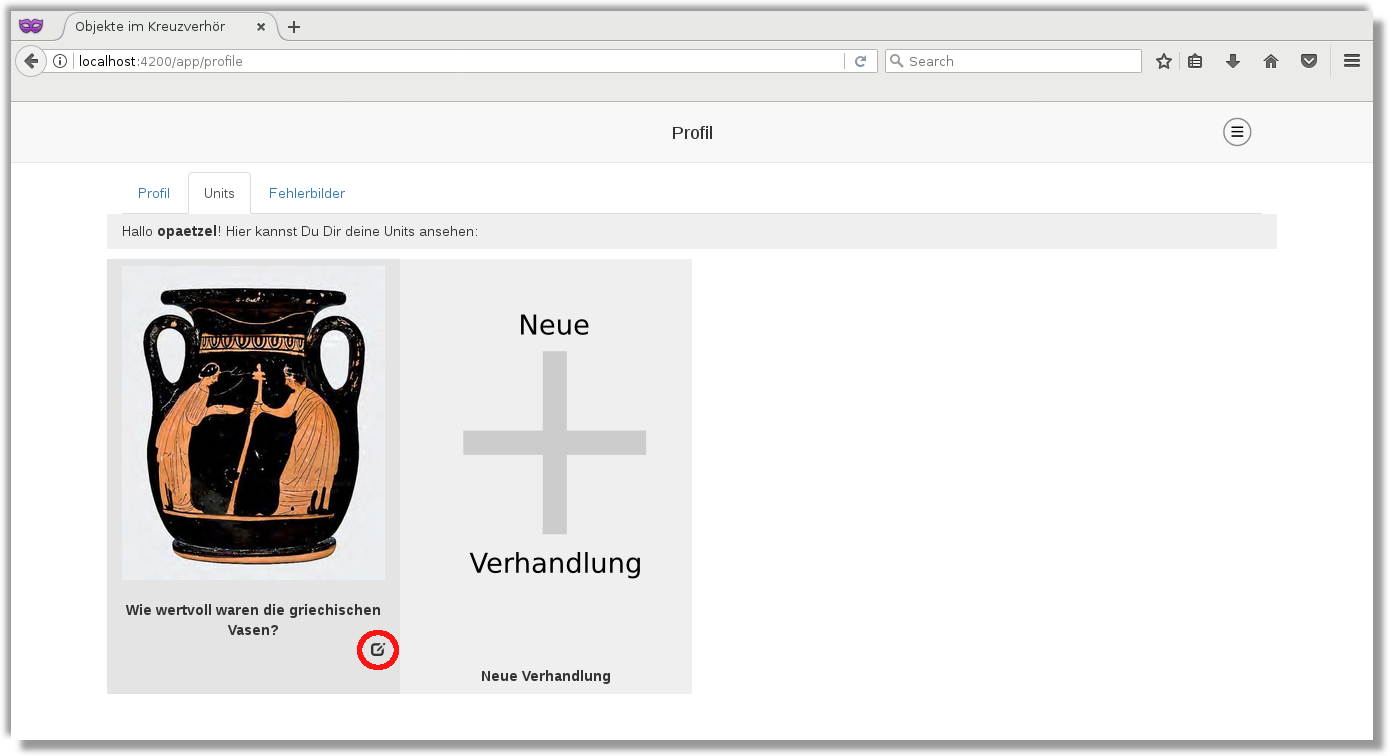 Objekte im Kreuzverhör
localhost:4200/app/profile
Search
Profil
Profil
Units
Fehlerbilder
Hallo opaetzel! Hier kannst Du Dir deine Units ansehen:
Neue
Verhandlung
Wie wertvoll waren die griechischen
Vasen?
Neue Verhandlung